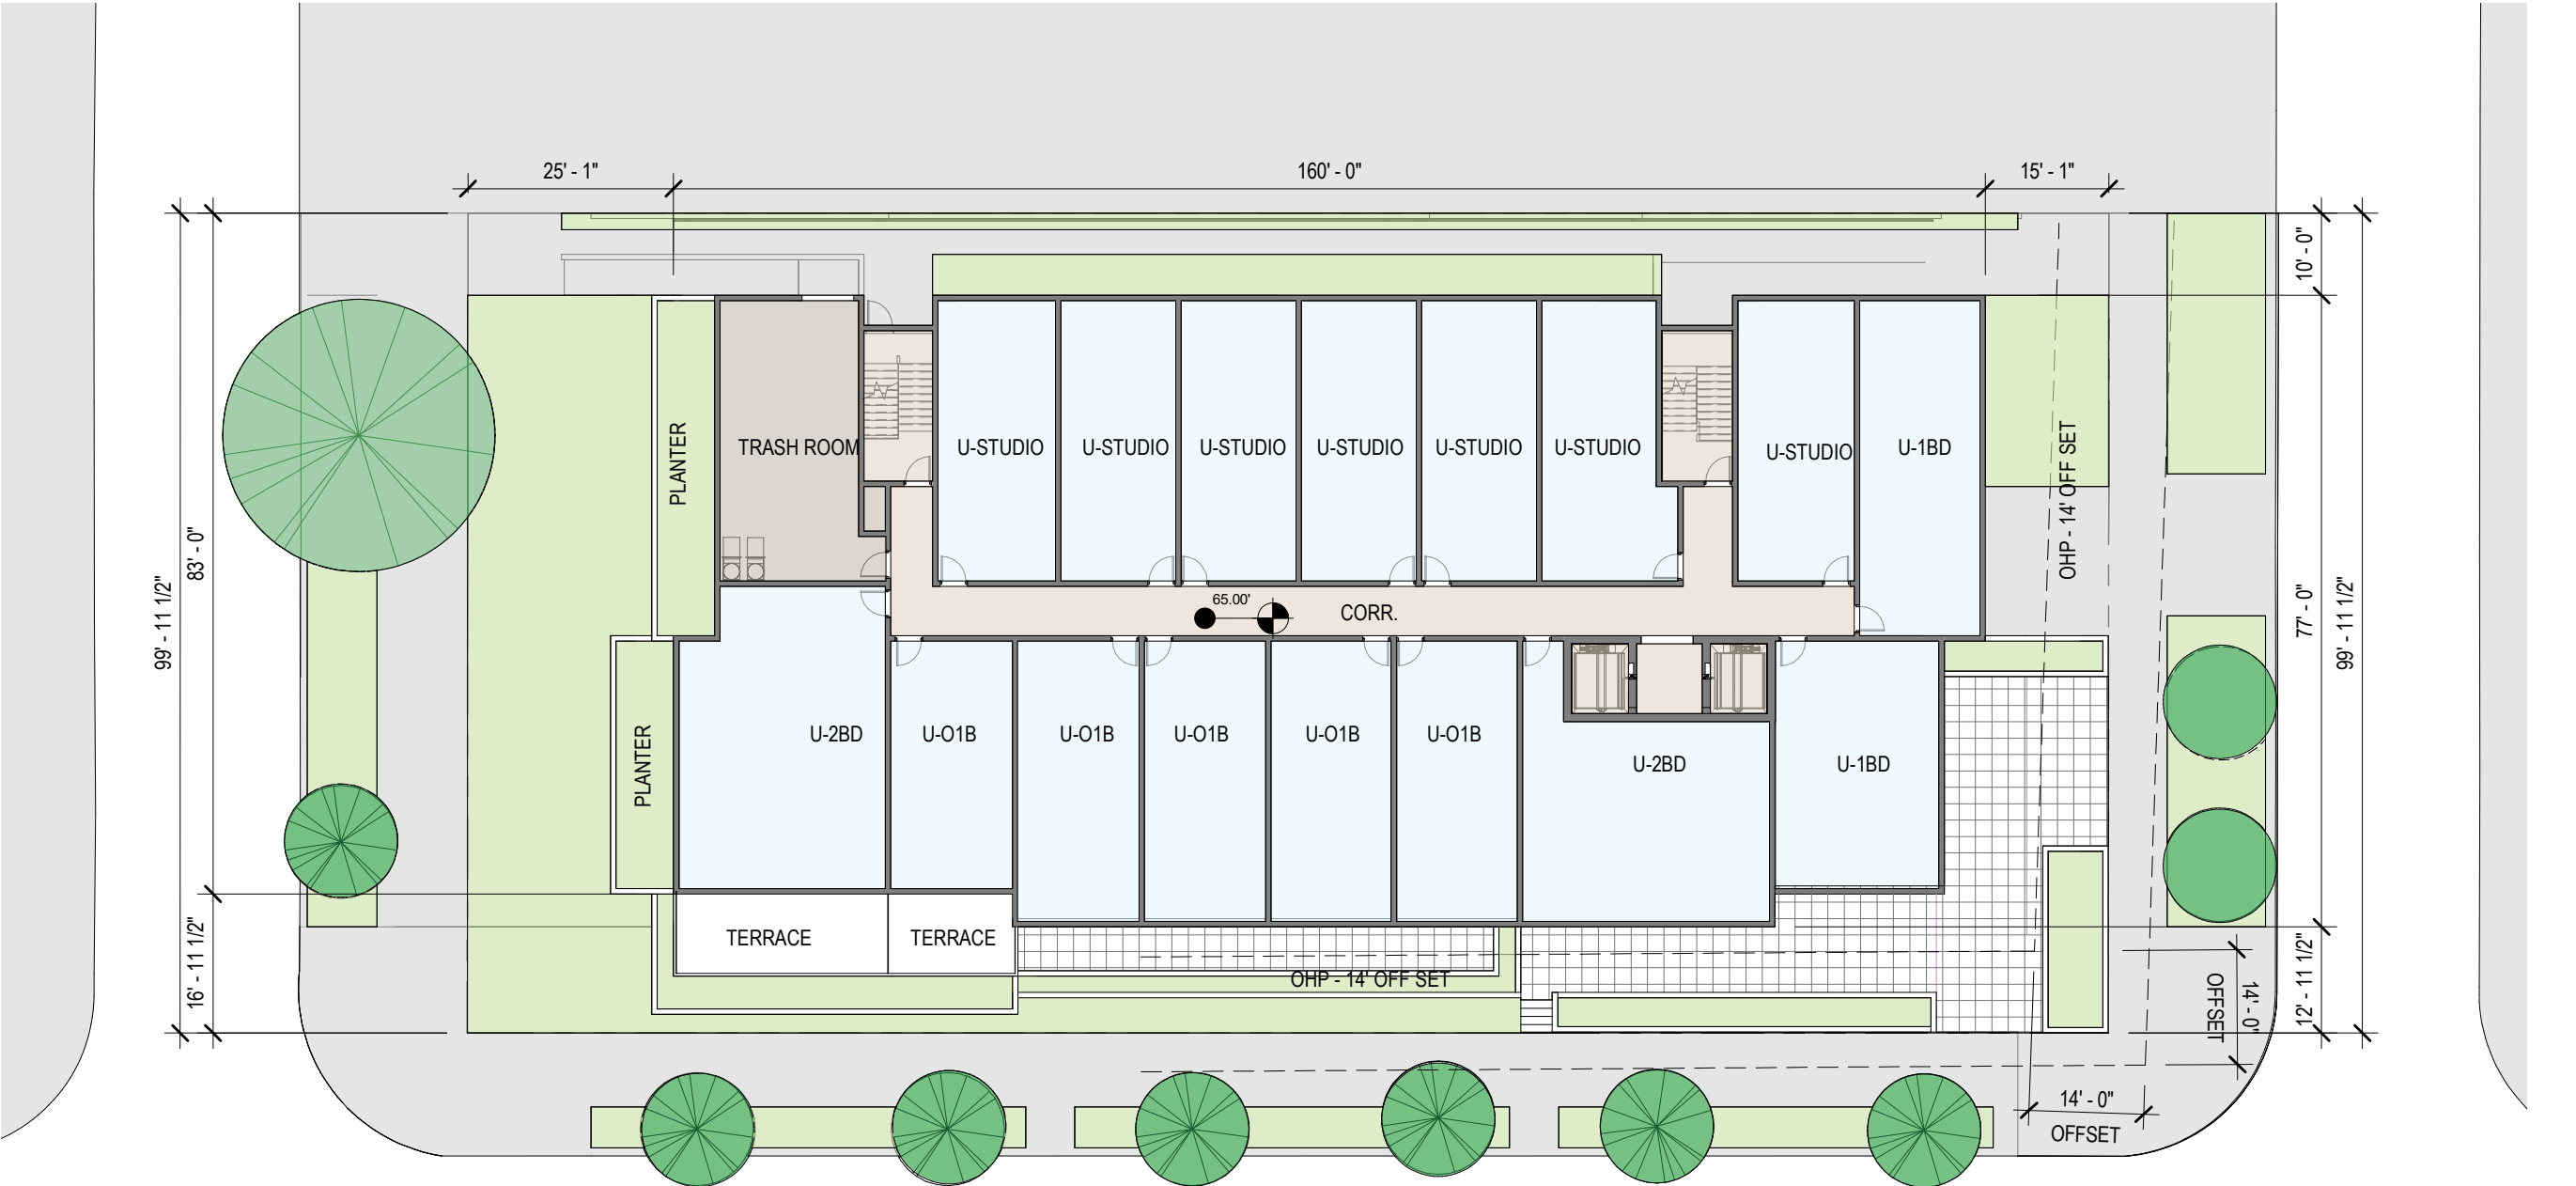 25' - 1"
160' - 0"
15' - 1"
10' - 0"
PLANTER
TRASH ROOM
U-STUDIO
U-STUDIO
U-STUDIO
U-STUDIO
U-STUDIO
U-STUDIO
U-STUDIO
U-1BD
OHP - 14' OFF SET
83' - 0"
99' - 11 1/2"
65.00'
CORR.
77' - 0"
99' - 11 1/2"
PLANTER
U-2BD
U-O1B
U-O1B
U-O1B
U-O1B
U-O1B
U-2BD
U-1BD
16' - 11 1/2"
TERRACE
TERRACE
OHP - 14' OFF SET
OFFSET
14' - 0"
12' - 11 1/2"
14' - 0"
OFFSET